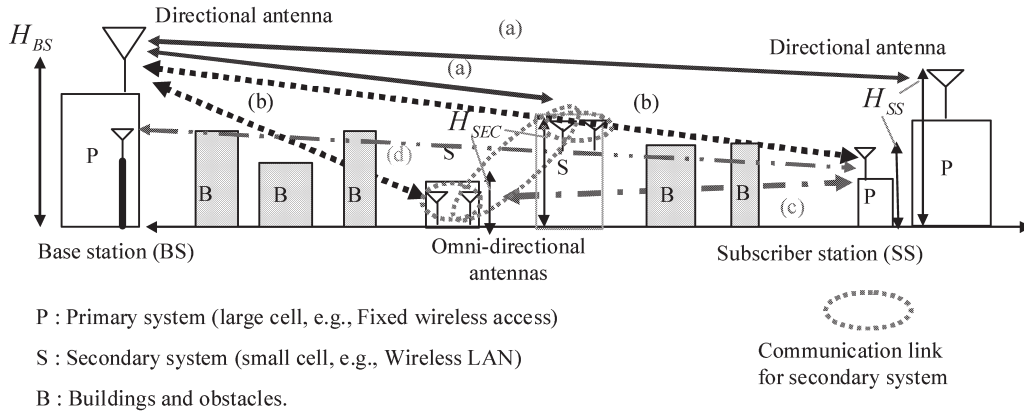 Directional antenna
(a)
H_BS
Directional antenna
(a)
(b)
(b)
H_SS
H_SEC
P
(d)
S
S
P
B
B
B
B
B
P
(c)
Base station (BS)
Omni-directional
antennas
Subscriber station (SS)
P : Primary system (large cell, e.g., Fixed wireless access)
S : Secondary system (small cell, e.g., Wireless LAN)
B : Buildings and obstacles.
Communication link
for secondary system